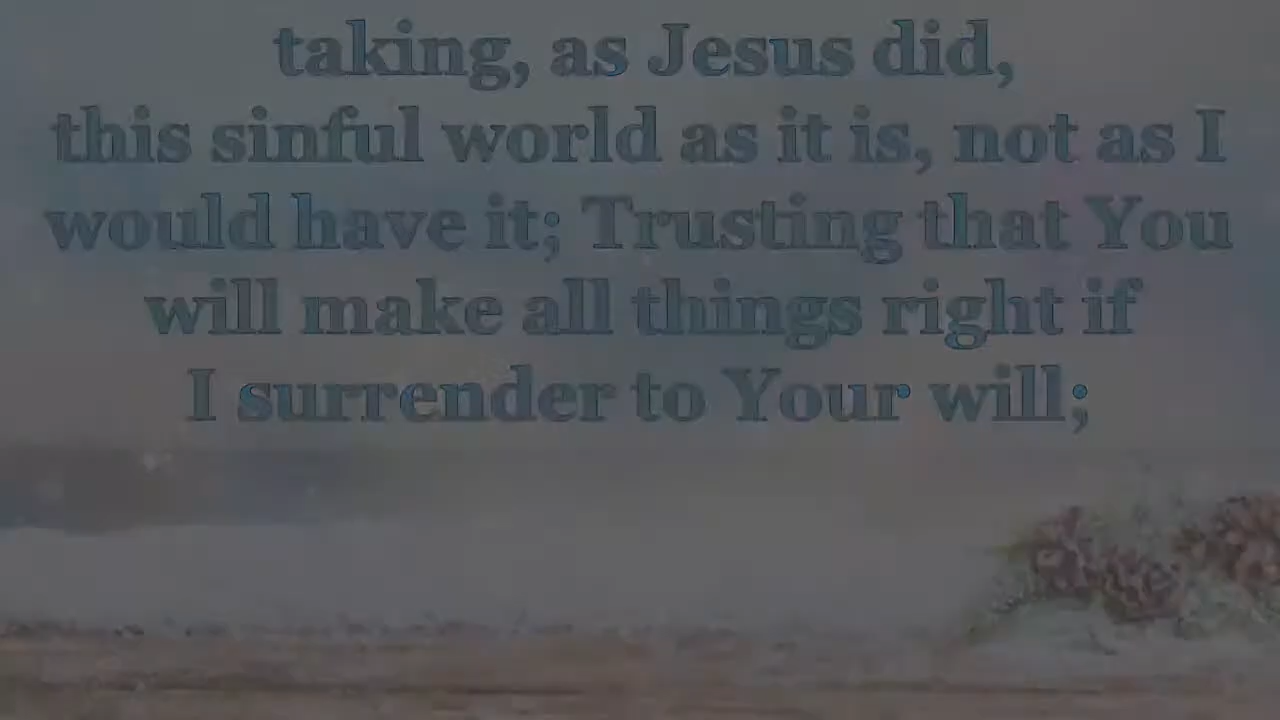 taking, as Jesus did,
this sinful world as it is, not as I
would have it; Trusting that You
will make all things right if
I surrender to Your will;